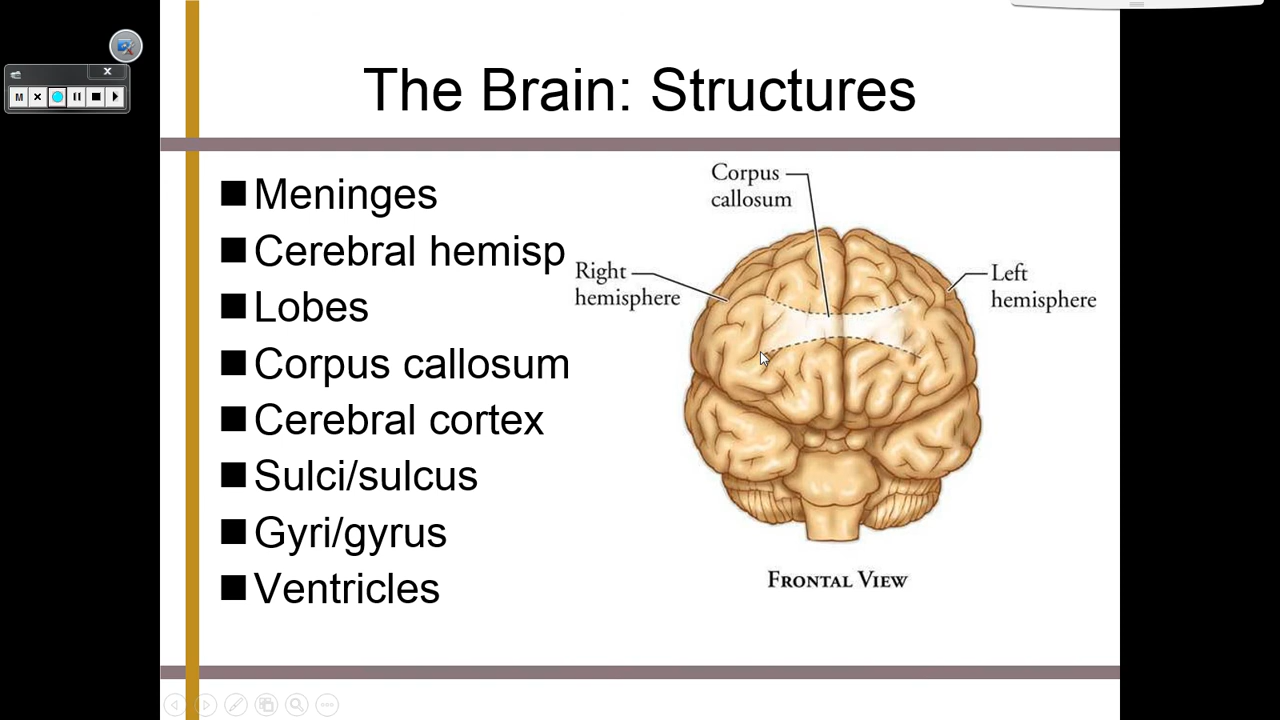 M
The Brain: Structures
Meninges
Cerebral hemisp
Lobes
Corpus callosum
Cerebral cortex
Sulci/sulcus
Gyri/gyrus
Ventricles
Corpus
callosum
Right
hemisphere
Left
hemisphere
FRONTAL VIEW